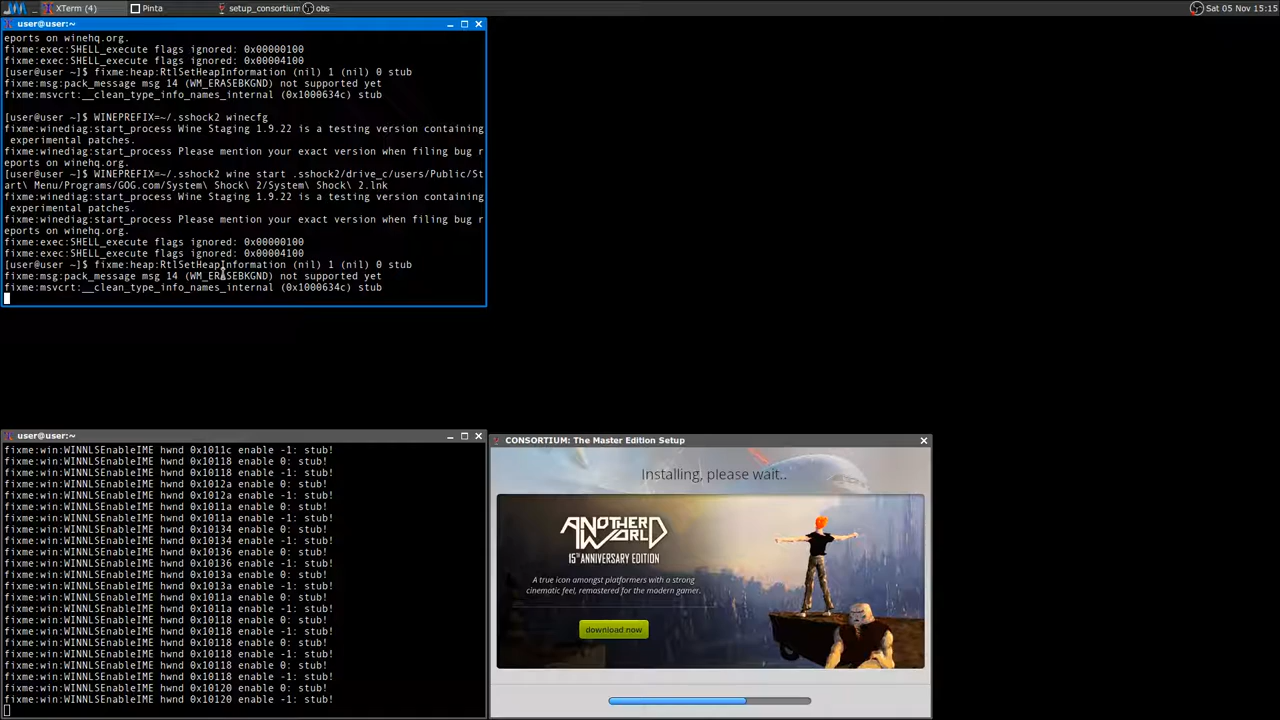 XTerm (4)
Pinta
setup_consortium
obs
Sat 05 Nov 15:15
user@user:~
eports on winehq.org.
fixme:exec:SHELL_execute flags ignored: 0x00000100
fixme:exec:SHELL_execute flags ignored: 0x00004100
[user@user ~]$ fixme:heap:RtlSetHeapInformation (nil) 1 (nil) 0 stub
fixme:msg:pack_message msg 14 (WM_ERASEBKGND) not supported yet
fixme:msvcrt:__clean_type_info_names_internal (0x1000634c) stub
[user@user ~]$ WINEPREFIX=~/.sshock2 winecfg
fixme:winediag:start_process Wine Staging 1.9.22 is a testing version containing
experimental patches.
fixme:winediag:start_process Please mention your exact version when filing bug r
eports on winehq.org.
[user@user ~]$ WINEPREFIX=~/.sshock2 wine start .sshock2/drive_c/users/Public/St
art\ Menu/Programs/GOG.com/System\ Shock\ 2/System\ Shock\ 2.lnk
fixme:winediag:start_process Wine Staging 1.9.22 is a testing version containing
experimental patches.
fixme:winediag:start_process Please mention your exact version when filing bug r
eports on winehq.org.
fixme:exec:SHELL_execute flags ignored: 0x00000100
fixme:exec:SHELL_execute flags ignored: 0x00004100
[user@user ~]$ fixme:heap:RtlSetHeapInformation (nil) 1 (nil) 0 stub
fixme:msg:pack_message msg 14 (WM_ERASEBKGND) not supported yet
fixme:msvcrt:__clean_type_info_names_internal (0x1000634c) stub
user@user:~
fixme:win:WINNLSEnableIME hwnd 0x1011c enable -1: stub!
fixme:win:WINNLSEnableIME hwnd 0x10118 enable 0: stub!
fixme:win:WINNLSEnableIME hwnd 0x10118 enable -1: stub!
fixme:win:WINNLSEnableIME hwnd 0x1012a enable 0: stub!
fixme:win:WINNLSEnableIME hwnd 0x1012a enable -1: stub!
fixme:win:WINNLSEnableIME hwnd 0x1011a enable 0: stub!
fixme:win:WINNLSEnableIME hwnd 0x1011a enable -1: stub!
fixme:win:WINNLSEnableIME hwnd 0x10134 enable 0: stub!
fixme:win:WINNLSEnableIME hwnd 0x10134 enable -1: stub!
fixme:win:WINNLSEnableIME hwnd 0x10136 enable 0: stub!
fixme:win:WINNLSEnableIME hwnd 0x10136 enable -1: stub!
fixme:win:WINNLSEnableIME hwnd 0x1013a enable 0: stub!
fixme:win:WINNLSEnableIME hwnd 0x1013a enable -1: stub!
fixme:win:WINNLSEnableIME hwnd 0x1011a enable 0: stub!
fixme:win:WINNLSEnableIME hwnd 0x1011a enable -1: stub!
fixme:win:WINNLSEnableIME hwnd 0x10118 enable 0: stub!
fixme:win:WINNLSEnableIME hwnd 0x10118 enable -1: stub!
fixme:win:WINNLSEnableIME hwnd 0x10118 enable 0: stub!
fixme:win:WINNLSEnableIME hwnd 0x10118 enable -1: stub!
fixme:win:WINNLSEnableIME hwnd 0x10118 enable 0: stub!
fixme:win:WINNLSEnableIME hwnd 0x10118 enable -1: stub!
fixme:win:WINNLSEnableIME hwnd 0x10120 enable 0: stub!
fixme:win:WINNLSEnableIME hwnd 0x10120 enable -1: stub!
CONSORTIUM: The Master Edition Setup
Installing, please wait..
ANOTHER
WORLD
15TH ANNIVERSARY EDITION
A true icon amongst platformers with a strong
cinematic feel, remastered for the modern gamer.
download now